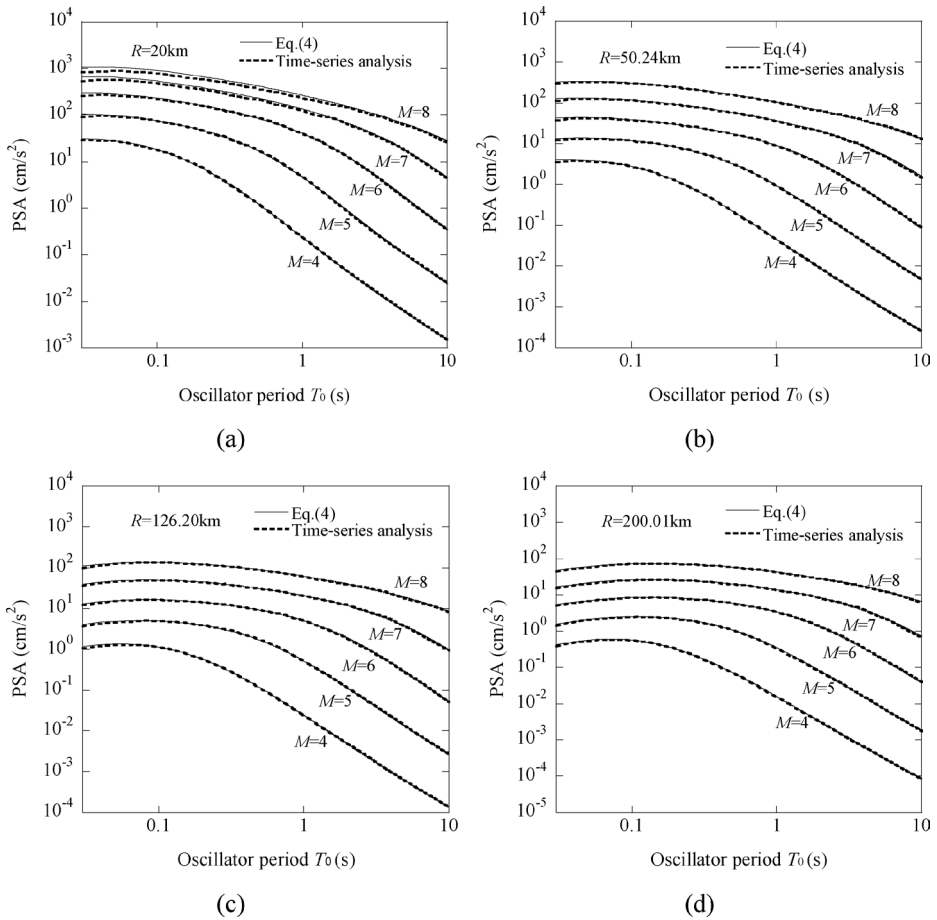 R=20km
Eq.(4)
Time-series analysis
10^4
10^3
10^2
10^1
10^0
10^-1
10^-2
10^-3
PSA (cm/s^2)
M=8
M=7
M=6
M=5
M=4
0.1
1
10
Oscillator period T0 (s)
(a)
R=50.24km
Eq.(4)
Time-series analysis
10^4
10^3
10^2
10^1
10^0
10^-1
10^-2
10^-3
10^-4
PSA (cm/s^2)
M=8
M=7
M=6
M=5
M=4
0.1
1
10
Oscillator period T0 (s)
(b)
R=126.20km
Eq.(4)
Time-series analysis
10^4
10^3
10^2
10^1
10^0
10^-1
10^-2
10^-3
10^-4
PSA (cm/s^2)
M=8
M=7
M=6
M=5
M=4
0.1
1
10
Oscillator period T0 (s)
(c)
R=200.01km
Eq.(4)
Time-series analysis
10^4
10^3
10^2
10^1
10^0
10^-1
10^-2
10^-3
10^-4
10^-5
PSA (cm/s^2)
M=8
M=7
M=6
M=5
M=4
0.1
1
10
Oscillator period T0 (s)
(d)